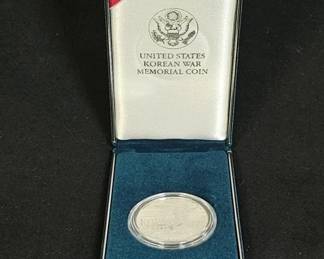 UNITED STATES
KOREAN WAR
MEMORIAL COIN